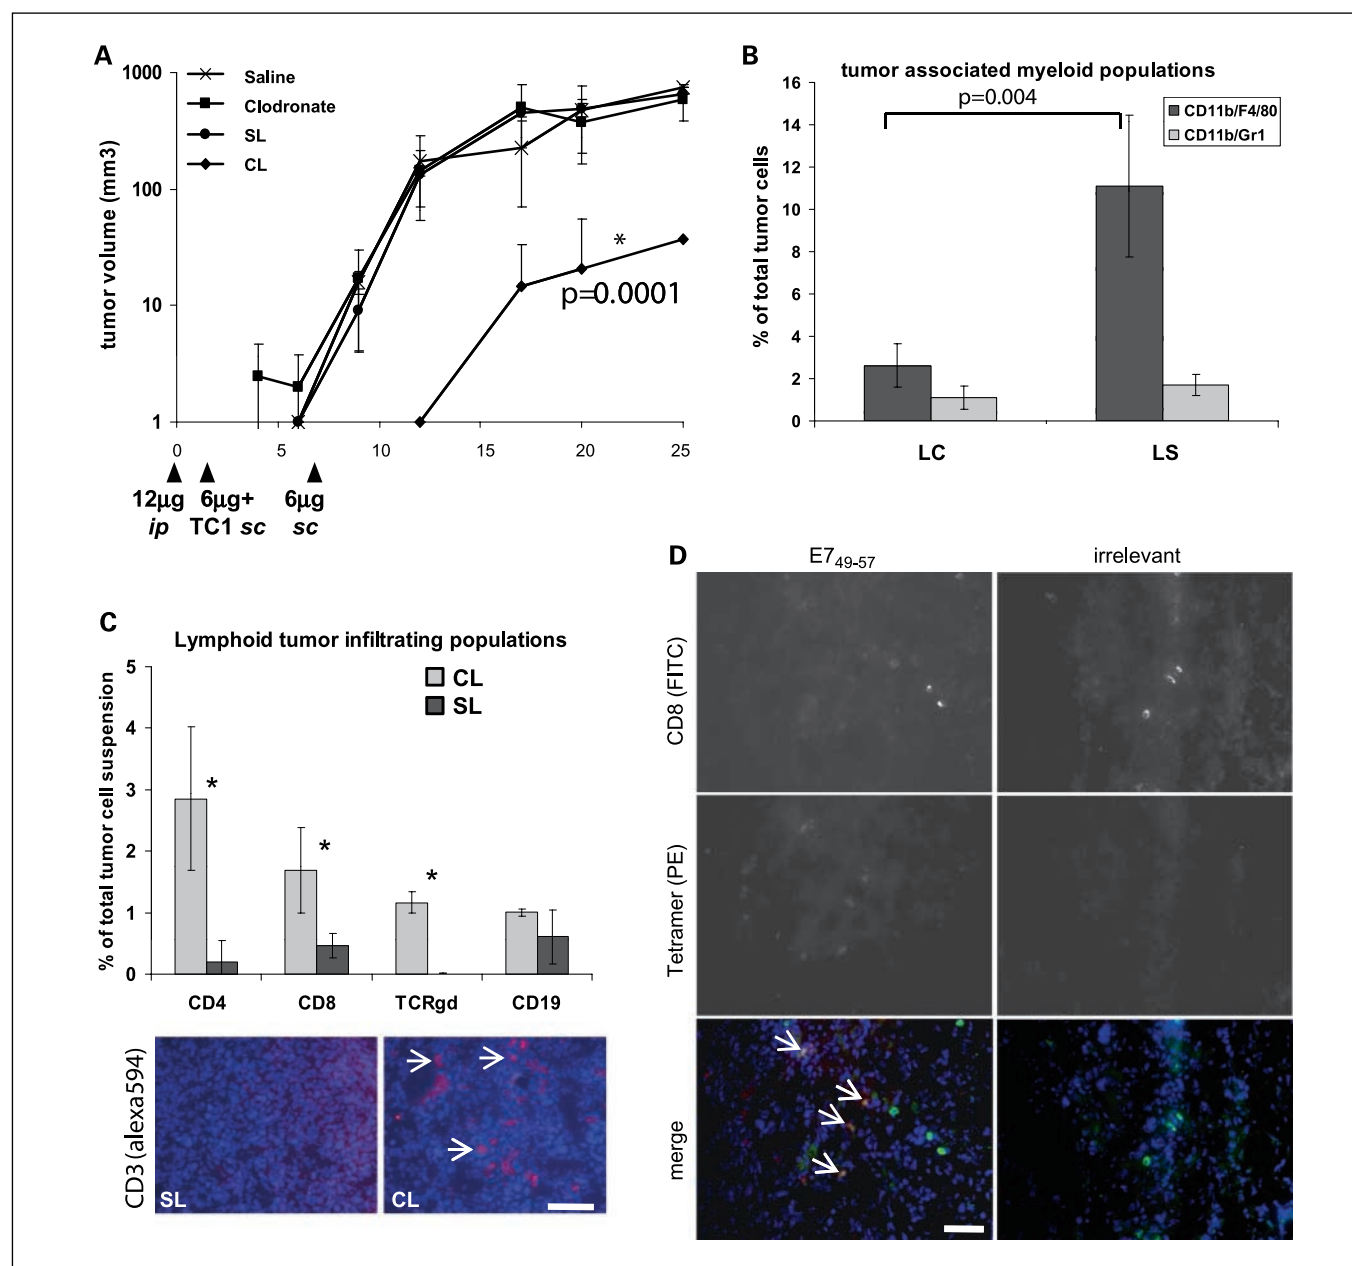 A
1000
100
10
1
tumor volume (mm3)
Saline
Clodronate
SL
CL
*
p=0.0001
0 5 10 15 20 25
12µg 6µg+ 6µg
ip TC1 sc sc
B
tumor associated myeloid populations
p=0.004
CD11b/F4/80
CD11b/Gr1
% of total tumor cells
16
14
12
10
8
6
4
2
0
LC LS
C
Lymphoid tumor infiltrating populations
CL
SL
% of total tumor cell suspension
5
4
3
2
1
0
* * *
CD4 CD8 TCRgd CD19
CD3 (alexa594)
SL CL
D
E749-57 irrelevant
CD8 (FITC)
Tetramer (PE)
merge